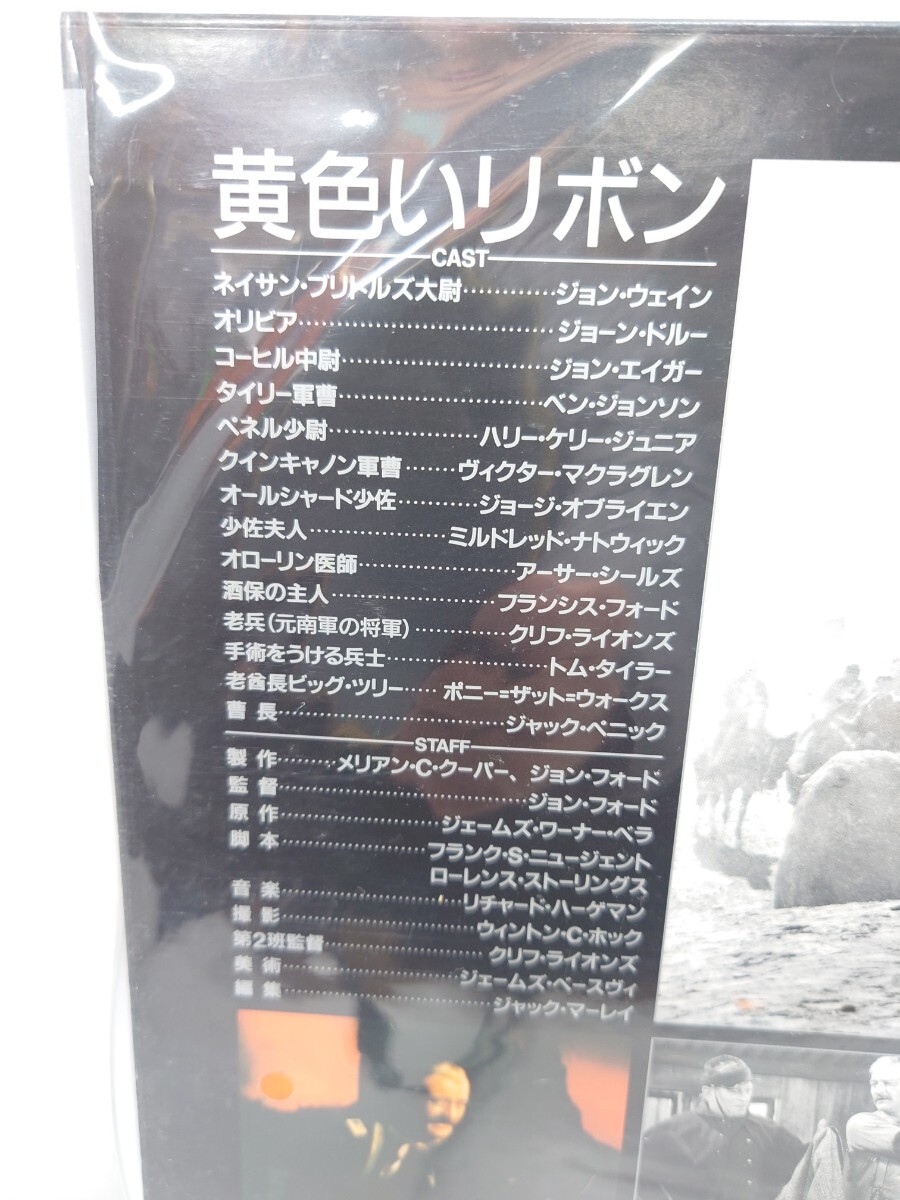 黄色いリボン
CAST
ネイサン・ブリトルズ大尉…………ジョン・ウェイン
オリビア……………………………ジョーン・ドルー
コーヒル中尉………………………ジョン・エイガー
タイリー軍曹………………………ベン・ジョンソン
ペネル少尉…………………ハリー・ケリー・ジュニア
クインキャノン軍曹……ヴィクター・マクラグレン
オールシャード少佐…………ジョージ・オブライエン
少佐夫人………………ミルドレッド・ナトウィック
オローリン医師……………………アーサー・シールズ
酒保の主人…………………フランシス・フォード
老兵(元南軍の将軍)…………クリフ・ライオンズ
手術をうける兵士…………………トム・タイラー
老酋長ビッグ・ツリー……ポニー=ザット=ウォークス
曹長…………………………ジャック・ペニック
STAFF
製作………メリアン・C・クーパー、ジョン・フォード
監督……………………………ジョン・フォード
原作…………………ジェームズ・ワーナー・ベラ
脚本…………………フランク・S・ニュージェント
ローレンス・ストーリングス
音楽……………………リチャード・ハーゲマン
撮影……………………ウィントン・C・ホック
第2班監督…………………クリフ・ライオンズ
美術……………………ジェームズ・ベースヴィ
編集…………………………ジャック・マーレイ